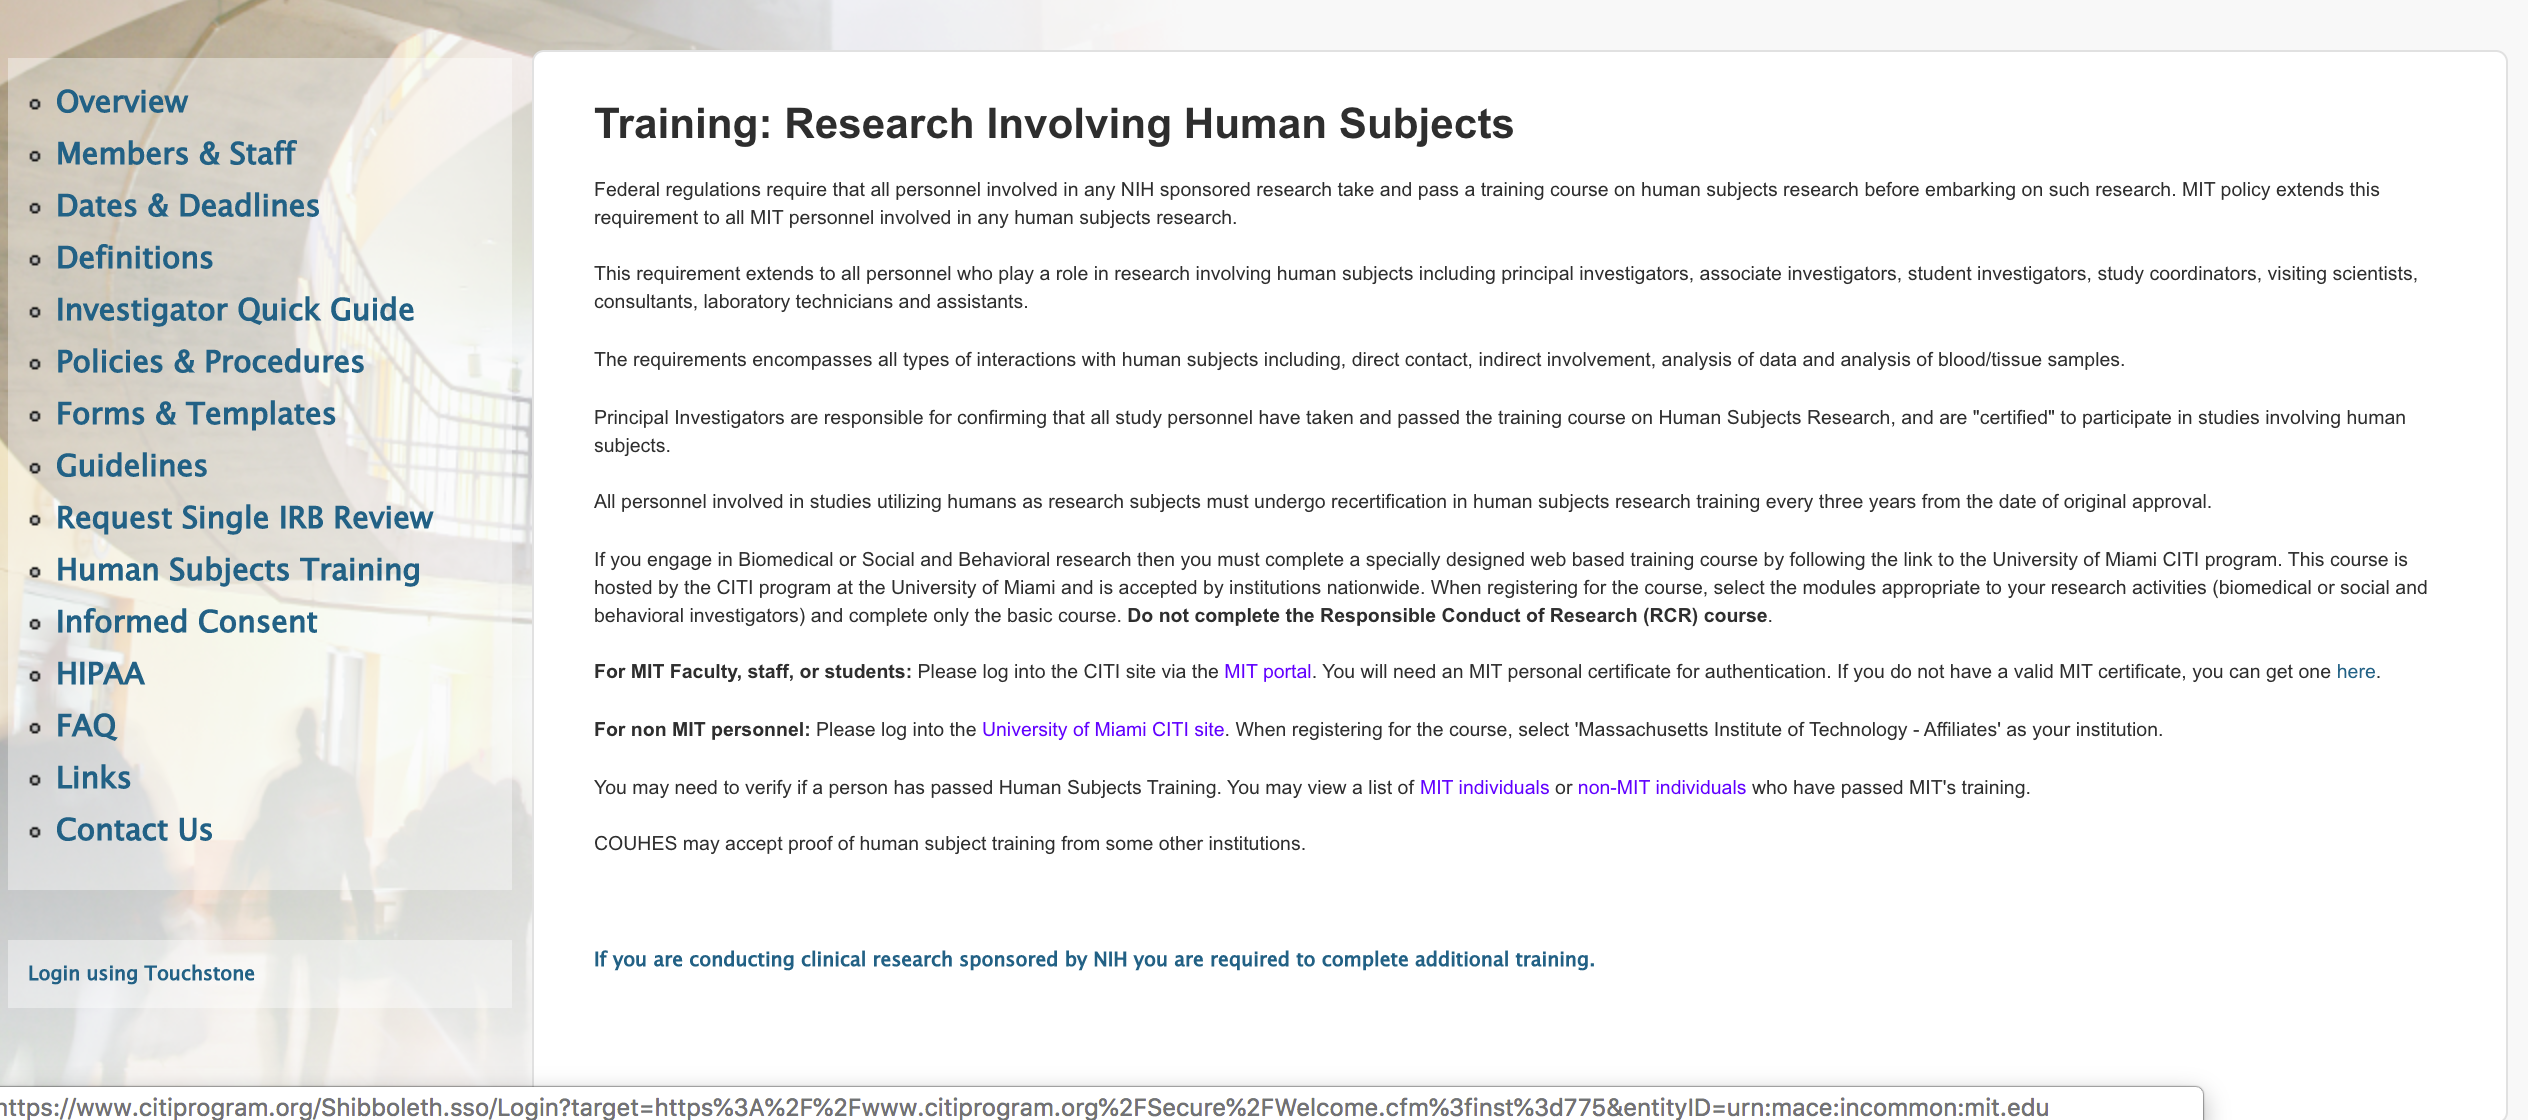 Overview
Members & Staff
Dates & Deadlines
Definitions
Investigator Quick Guide
Policies & Procedures
Forms & Templates
Guidelines
Request Single IRB Review
Human Subjects Training
Informed Consent
HIPAA
FAQ
Links
Contact Us
Login using Touchstone
Training: Research Involving Human Subjects
Federal regulations require that all personnel involved in any NIH sponsored research take and pass a training course on human subjects research before embarking on such research. MIT policy extends this
requirement to all MIT personnel involved in any human subjects research.
This requirement extends to all personnel who play a role in research involving human subjects including principal investigators, associate investigators, student investigators, study coordinators, visiting scientists,
consultants, laboratory technicians and assistants.
The requirements encompasses all types of interactions with human subjects including, direct contact, indirect involvement, analysis of data and analysis of blood/tissue samples.
Principal Investigators are responsible for confirming that all study personnel have taken and passed the training course on Human Subjects Research, and are "certified" to participate in studies involving human
subjects.
All personnel involved in studies utilizing humans as research subjects must undergo recertification in human subjects research training every three years from the date of original approval.
If you engage in Biomedical or Social and Behavioral research then you must complete a specially designed web based training course by following the link to the University of Miami CITI program. This course is
hosted by the CITI program at the University of Miami and is accepted by institutions nationwide. When registering for the course, select the modules appropriate to your research activities (biomedical or social and
behavioral investigators) and complete only the basic course. Do not complete the Responsible Conduct of Research (RCR) course.
For MIT Faculty, staff, or students: Please log into the CITI site via the MIT portal. You will need an MIT personal certificate for authentication. If you do not have a valid MIT certificate, you can get one here.
For non MIT personnel: Please log into the University of Miami CITI site. When registering for the course, select 'Massachusetts Institute of Technology - Affiliates' as your institution.
You may need to verify if a person has passed Human Subjects Training. You may view a list of MIT individuals or non-MIT individuals who have passed MIT's training.
COUHES may accept proof of human subject training from some other institutions.
If you are conducting clinical research sponsored by NIH you are required to complete additional training.
https://www.citiprogram.org/Shibboleth.sso/Login?target=https%3A%2F%2Fwww.citiprogram.org%2FSecure%2FWelcome.cfm%3finst%3d775&entityID=urn:mace:incommon:mit.edu